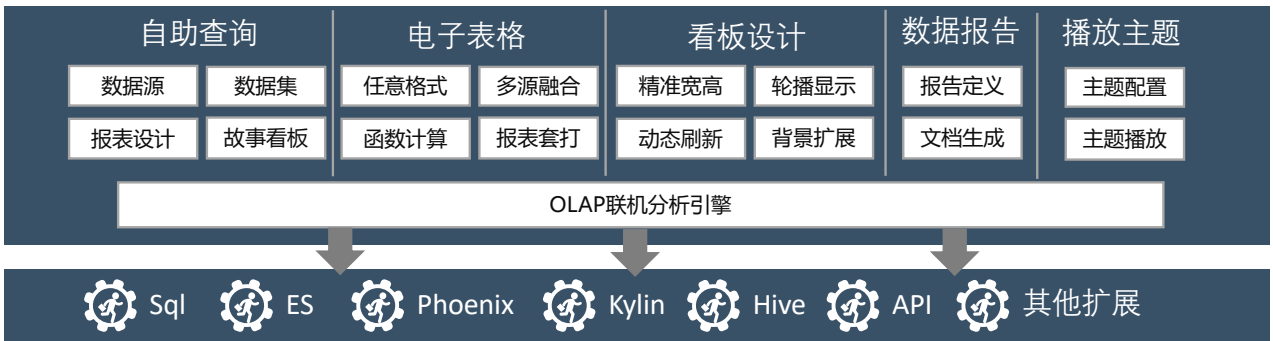 自助查询 电子表格 看板设计 数据报告 播放主题
数据源 数据集 任意格式 多源融合 精准宽高 轮播显示 报告定义 主题配置
报表设计 故事看板 函数计算 报表套打 动态刷新 背景扩展 文档生成 主题播放
OLAP联机分析引擎
Sql ES Phoenix Kylin Hive API 其他扩展